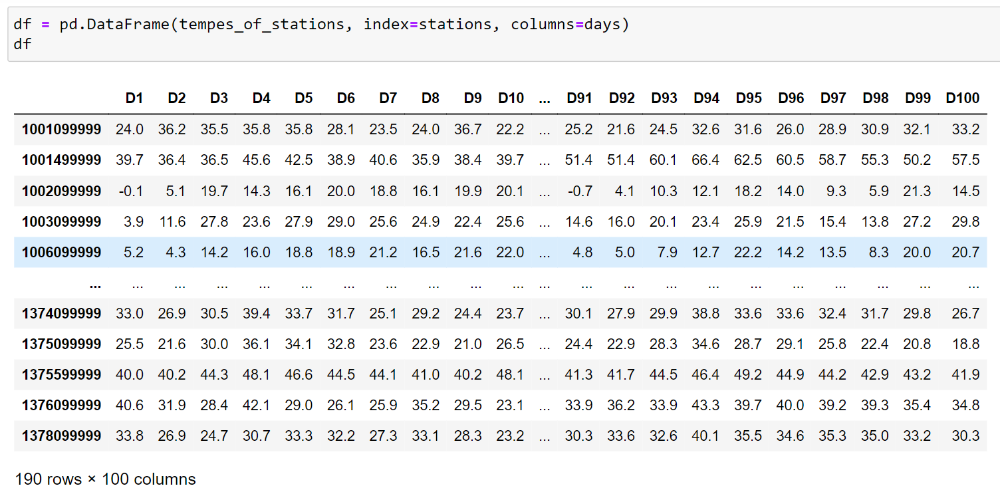 df = pd.DataFrame(tempes_of_stations, index=stations, columns=days)
df
D1 D2 D3 D4 D5 D6 D7 D8 D9 D10 ... D91 D92 D93 D94 D95 D96 D97 D98 D99 D100
1001099999 24.0 36.2 35.5 35.8 35.8 28.1 23.5 24.0 36.7 22.2 ... 25.2 21.6 24.5 32.6 31.6 26.0 28.9 30.9 32.1 33.2
1001499999 39.7 36.4 36.5 45.6 42.5 38.9 40.6 35.9 38.4 39.7 ... 51.4 51.4 60.1 66.4 62.5 60.5 58.7 55.3 50.2 57.5
1002099999 -0.1 5.1 19.7 14.3 16.1 20.0 18.8 16.1 19.9 20.1 ... -0.7 4.1 10.3 12.1 18.2 14.0 9.3 5.9 21.3 14.5
1003099999 3.9 11.6 27.8 23.6 27.9 29.0 25.6 24.9 22.4 25.6 ... 14.6 16.0 20.1 23.4 25.9 21.5 15.4 13.8 27.2 29.8
1006099999 5.2 4.3 14.2 16.0 18.8 18.9 21.2 16.5 21.6 22.0 ... 4.8 5.0 7.9 12.7 22.2 14.2 13.5 8.3 20.0 20.7
... ... ... ... ... ... ... ... ... ... ... ... ... ... ... ... ... ... ... ... ... ...
1374099999 33.0 26.9 30.5 39.4 33.7 31.7 25.1 29.2 24.4 23.7 ... 30.1 27.9 29.9 38.8 33.6 33.6 32.4 31.7 29.8 26.7
1375099999 25.5 21.6 30.0 36.1 34.1 32.8 23.6 22.9 21.0 26.5 ... 24.4 22.9 28.3 34.6 28.7 29.1 25.8 22.4 20.8 18.8
1375599999 40.0 40.2 44.3 48.1 46.6 44.5 44.1 41.0 40.2 48.1 ... 41.3 41.7 44.5 46.4 49.2 44.9 44.2 42.9 43.2 41.9
1376099999 40.6 31.9 28.4 42.1 29.0 26.1 25.9 35.2 29.5 23.1 ... 33.9 36.2 33.9 43.3 39.7 40.0 39.2 39.3 35.4 34.8
1378099999 33.8 26.9 24.7 30.7 33.3 32.2 27.3 33.1 28.3 23.2 ... 30.3 33.6 32.6 40.1 35.5 34.6 35.3 35.0 33.2 30.3
190 rows × 100 columns